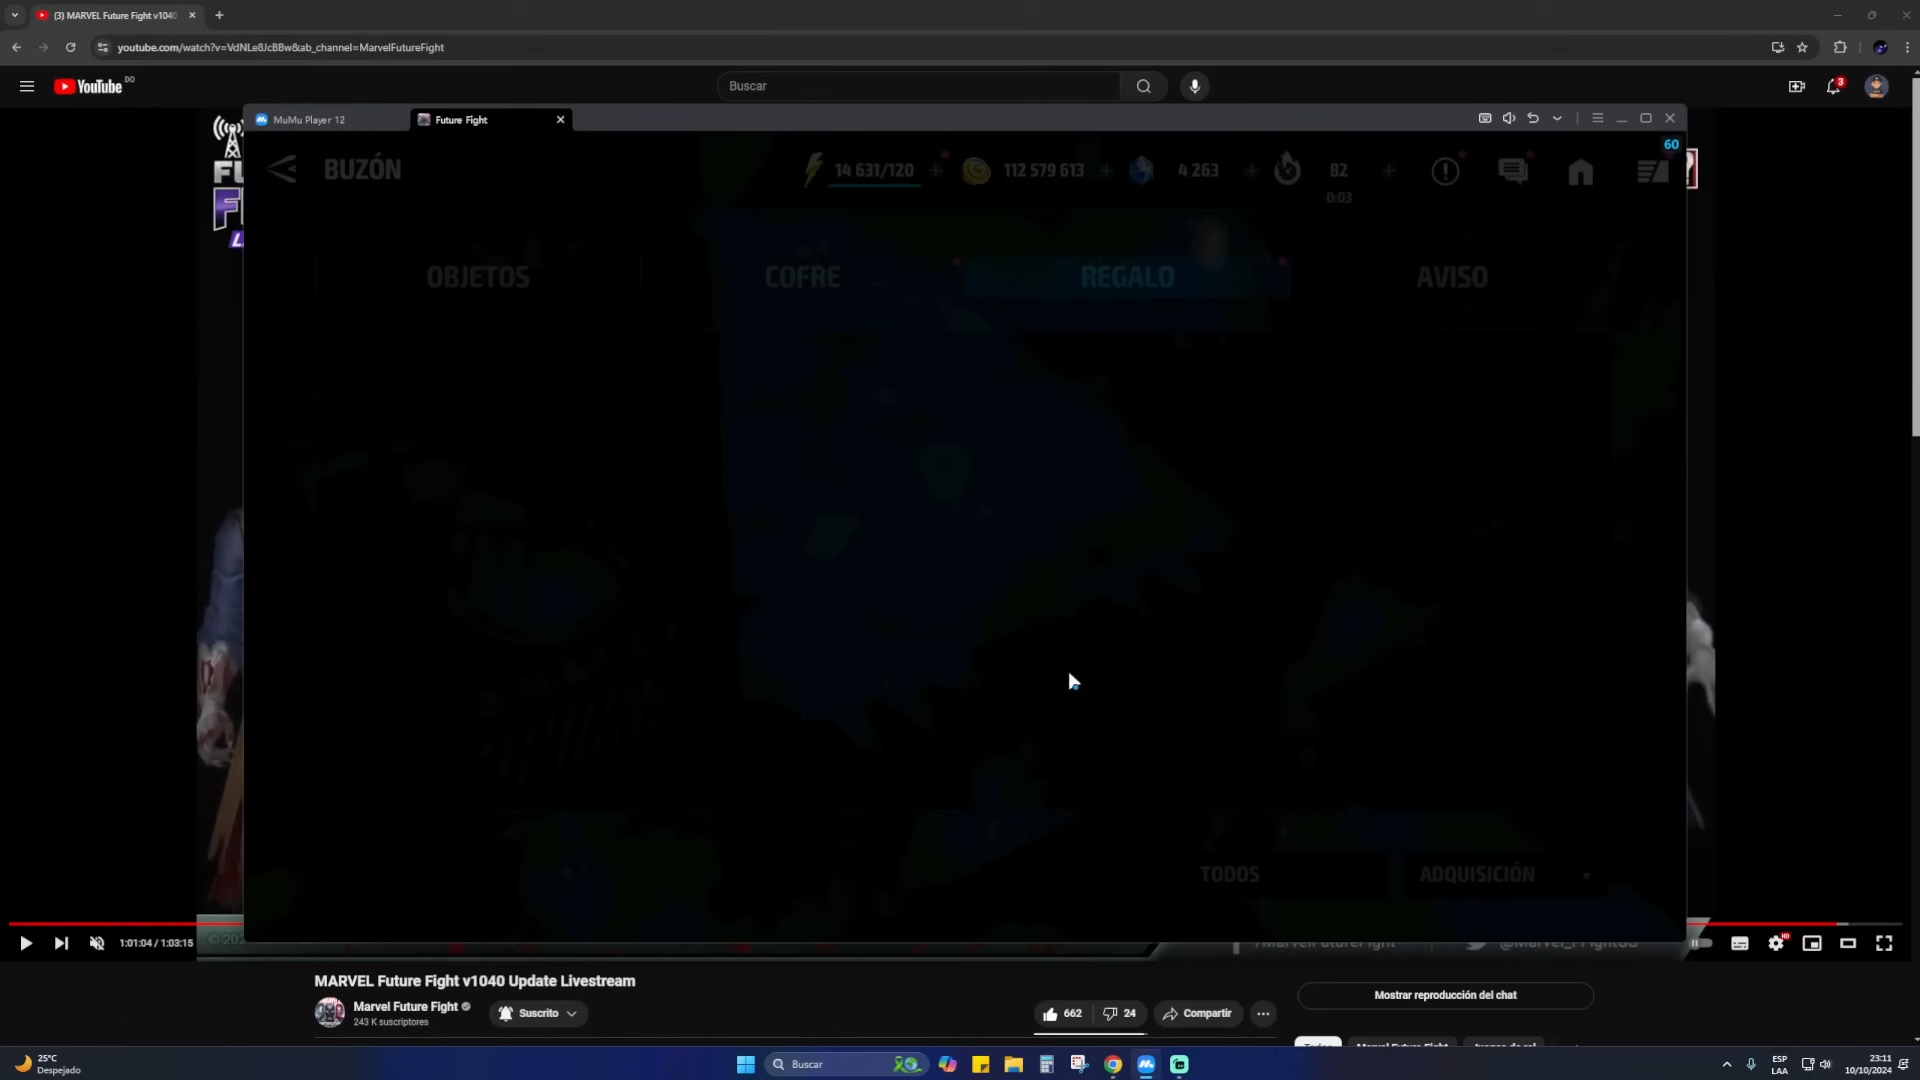 (3) MARVEL Future Fight v1040
youtube.com/watch?v=VdNLe8JcBBw&ab_channel=MarvelFutureFight
YouTube DO
Buscar
3
MuMu Player 12
Future Fight
60
BUZÓN
14 631/120
112 579 613
4 263
82
0:03
OBJETOS
COFRE
REGALO
AVISO
TODOS
ADQUISICIÓN
1:01:04 / 1:03:15
HD
MARVEL Future Fight v1040 Update Livestream
Marvel Future Fight
243 K suscriptores
Suscrito
662
24
Compartir
Mostrar reproducción del chat
25°C
Despejado
Buscar
ESP
LAA
23:11
10/10/2024